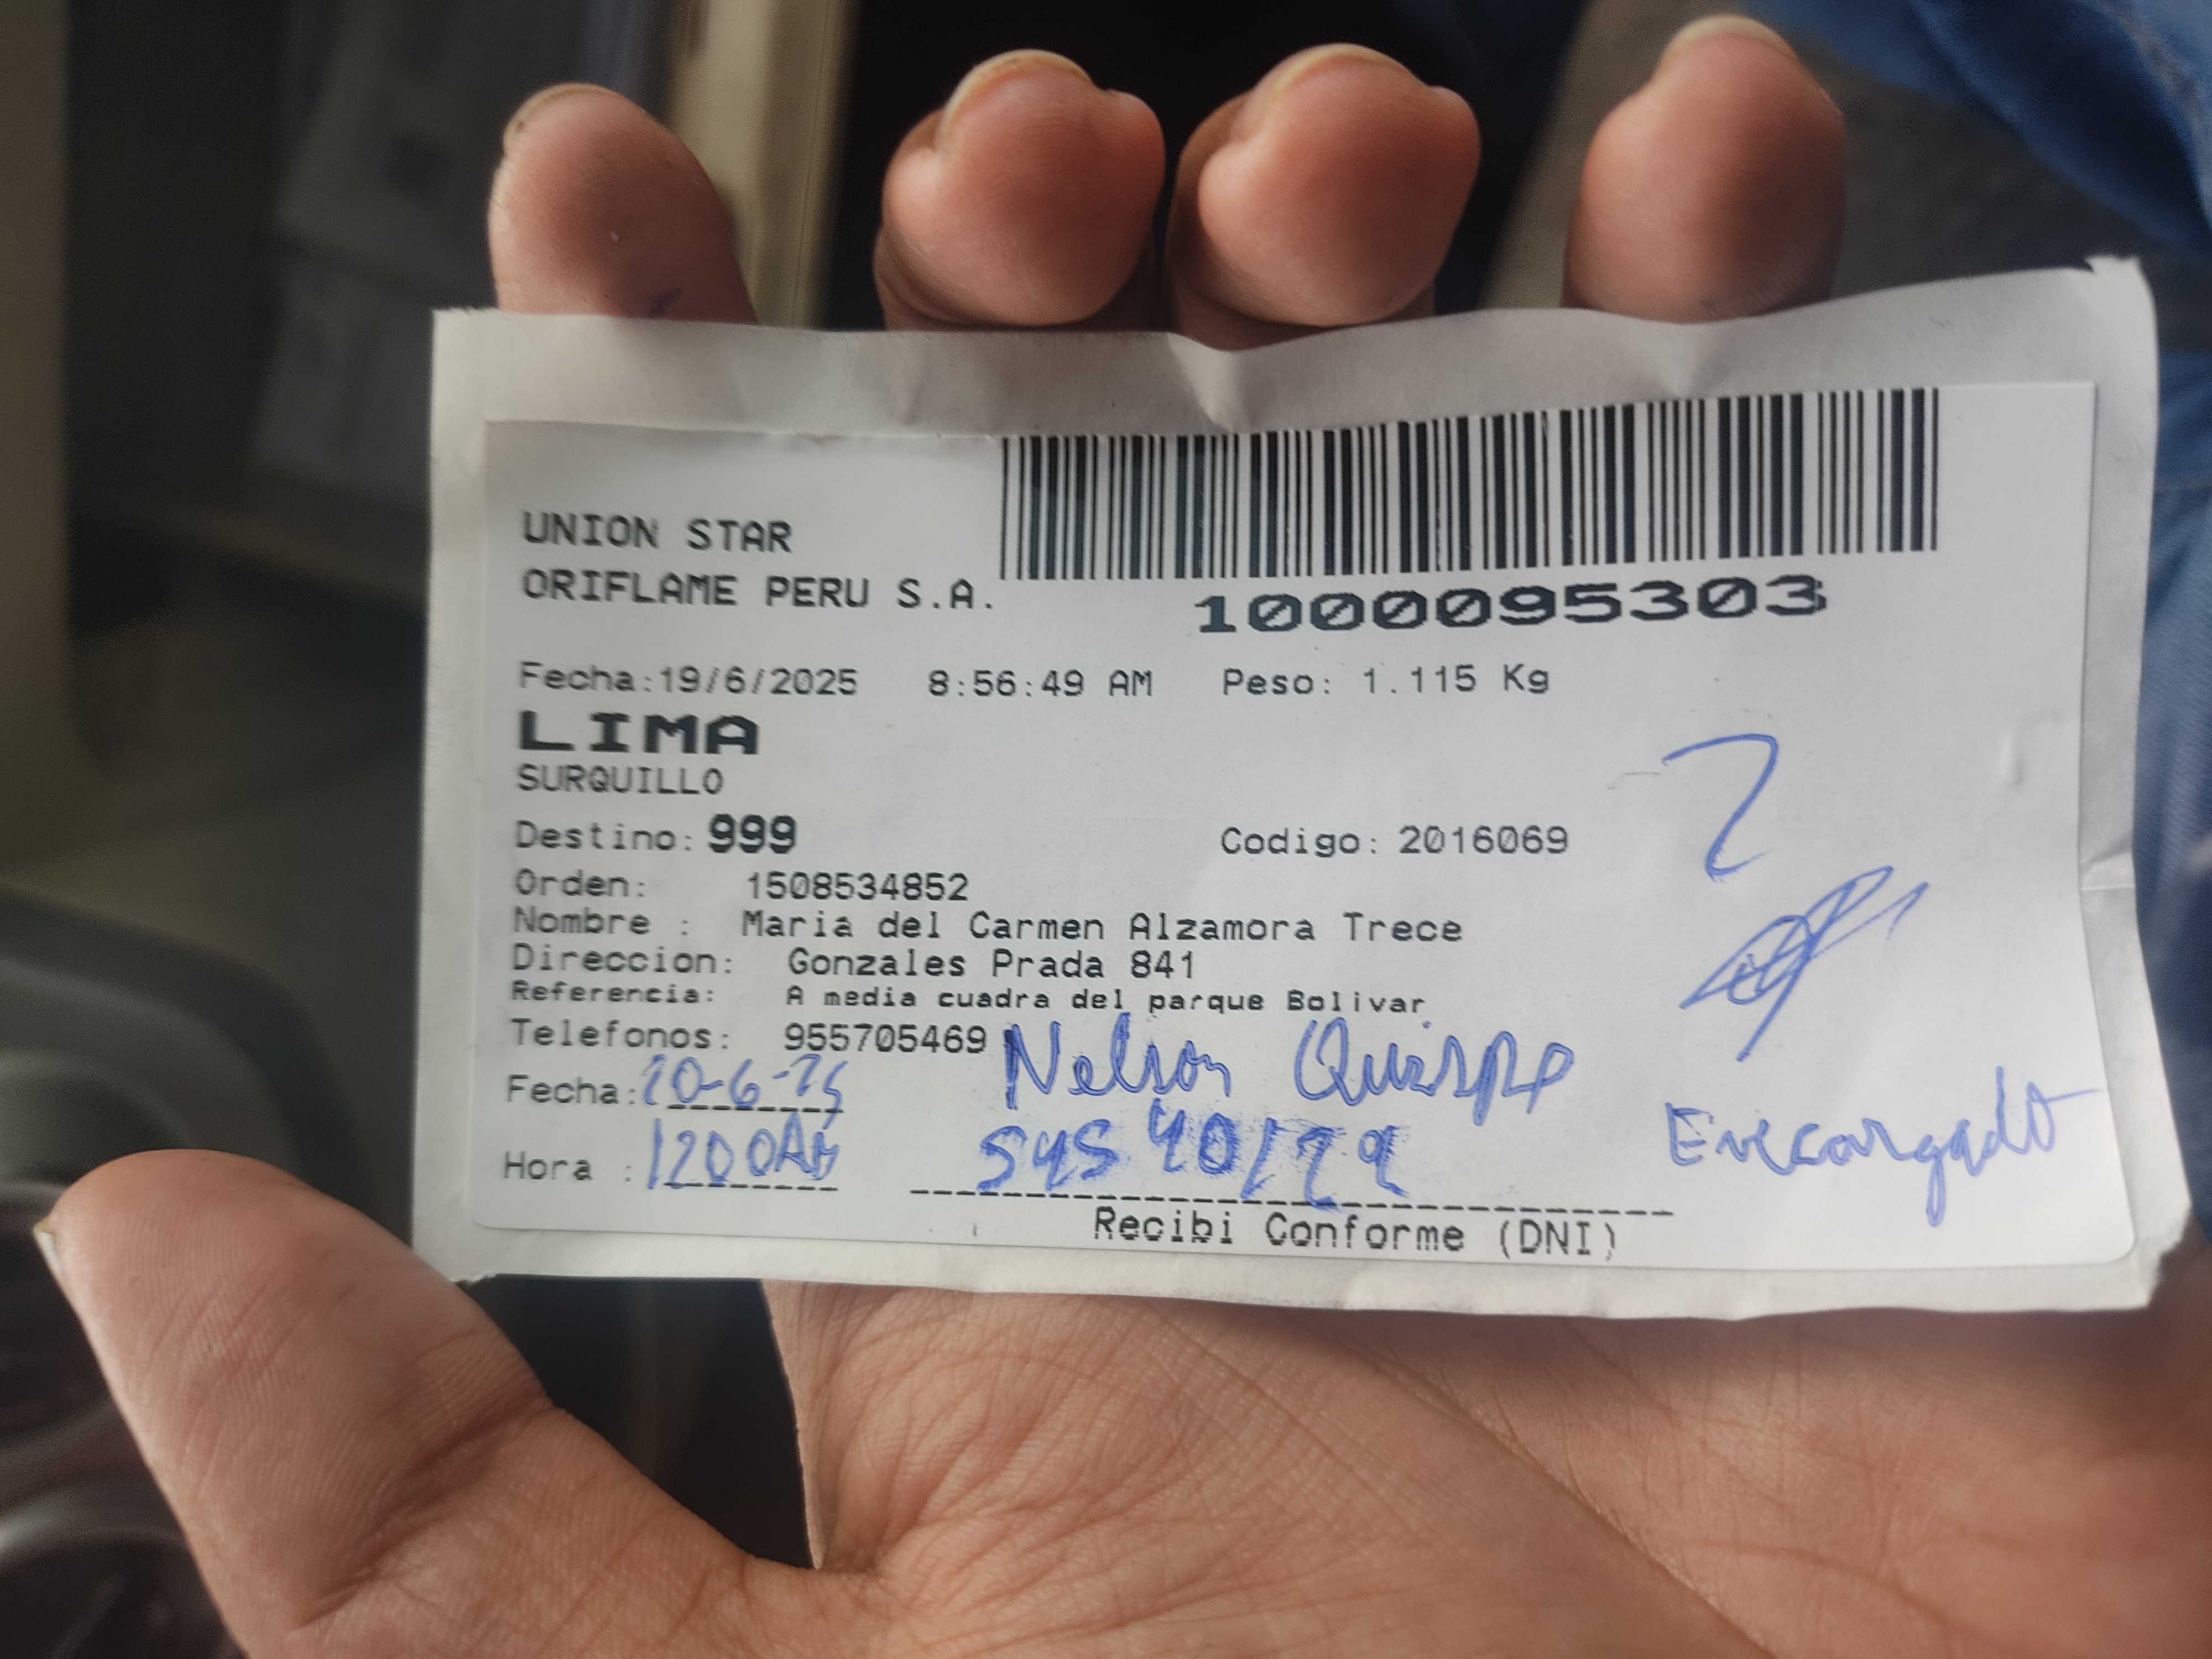 UNION STAR
ORIFLAME PERU S.A.
1000095303
Fecha:19/6/2025 8:56:49 AM Peso: 1.115 Kg
LIMA
SURQUILLO
Destino: 999 Codigo: 2016069
Orden: 1508534852
Nombre : Maria del Carmen Alzamora Trece
Direccion: Gonzales Prada 841
Referencia: A media cuadra del parque Bolivar
Telefonos: 955705469 Nelson Quispe
Fecha: 20-6-25
Hora : 1200AM Encargado
Recibi Conforme (DNI)